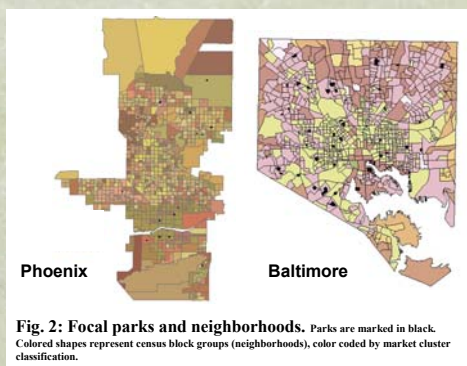 Phoenix
Baltimore
Fig. 2: Focal parks and neighborhoods. Parks are marked in black.
Colored shapes represent census block groups (neighborhoods), color coded by market cluster
classification.